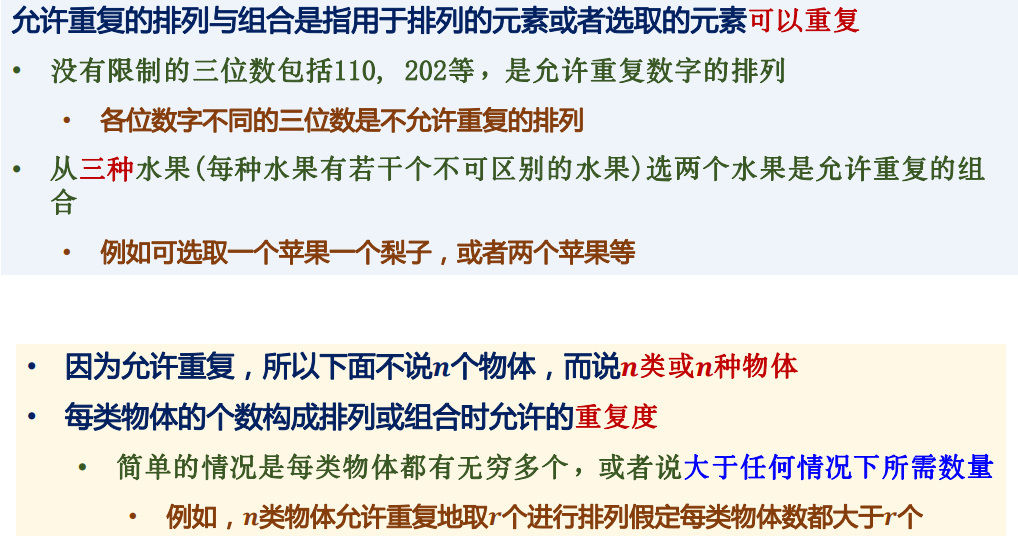 允许重复的排列与组合是指用于排列的元素或者选取的元素可以重复
• 没有限制的三位数包括110, 202等，是允许重复数字的排列
• 各位数字不同的三位数是不允许重复的排列
• 从三种水果(每种水果有若干个不可区别的水果)选两个水果是允许重复的组
合
• 例如可选取一个苹果一个梨子，或者两个苹果等
• 因为允许重复，所以下面不说n个物体，而说n类或n种物体
• 每类物体的个数构成排列或组合时允许的重复度
• 简单的情况是每类物体都有无穷多个，或者说大于任何情况下所需数量
• 例如，n类物体允许重复地取r个进行排列假定每类物体数都大于r个